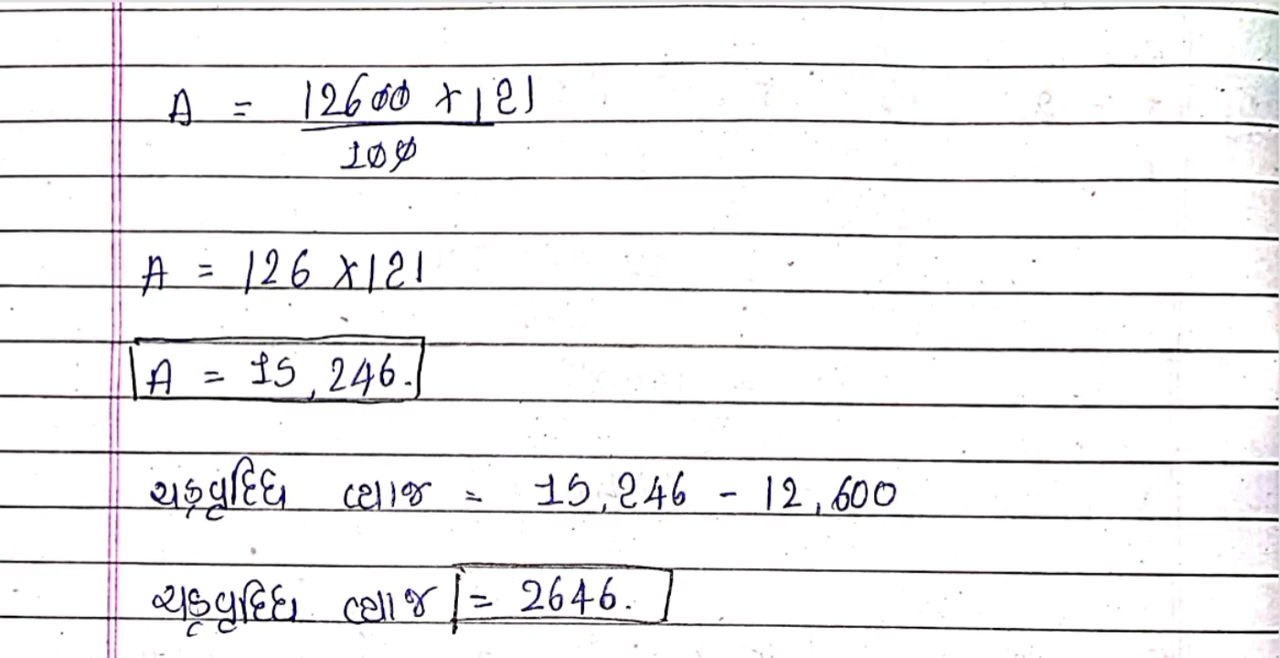 A = 12600 × 121
100
A = 126 × 121
A = 15,246.
ચક્રવૃદ્ધિ વ્યાજ = 15,246 - 12,600
ચક્રવૃદ્ધિ વ્યાજ = 2646.